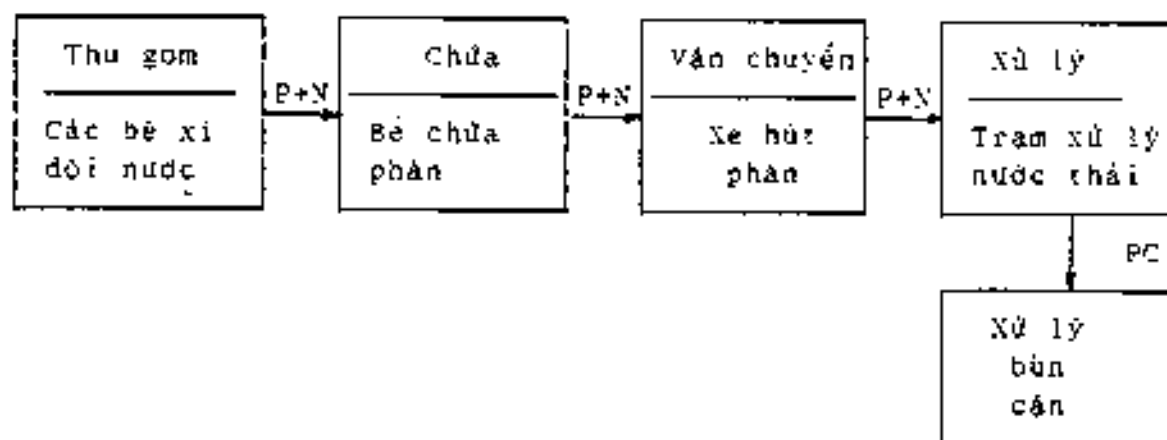 Thu gom
Các bệ xí
dội nước
P+N
Chứa
Bể chứa
phân
P+N
Vận chuyển
Xe hút
phân
P+N
Xử lý
Trạm xử lý
nước thải
PC
Xử lý
bùn
cặn